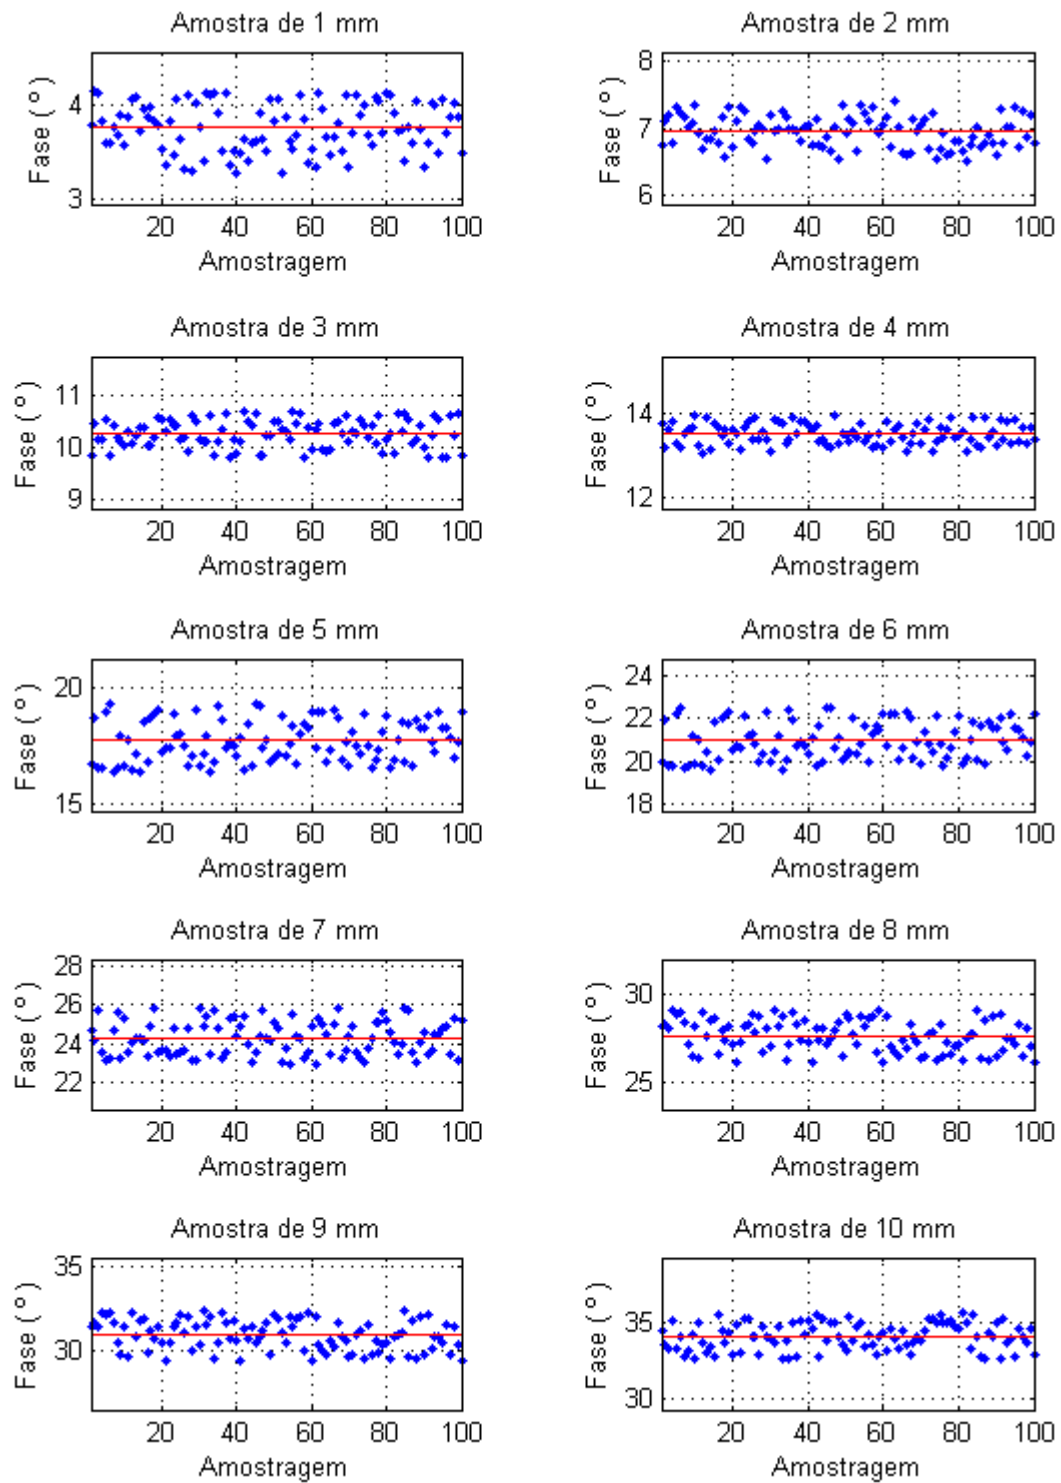 Amostra de 1 mm
Fase ( º )
4
3
20 40 60 80 100
Amostragem
Amostra de 2 mm
Fase ( º )
8
7
6
20 40 60 80 100
Amostragem
Amostra de 3 mm
Fase ( º )
11
10
9
20 40 60 80 100
Amostragem
Amostra de 4 mm
Fase ( º )
14
12
20 40 60 80 100
Amostragem
Amostra de 5 mm
Fase ( º )
20
15
20 40 60 80 100
Amostragem
Amostra de 6 mm
Fase ( º )
24
22
20
18
20 40 60 80 100
Amostragem
Amostra de 7 mm
Fase ( º )
28
26
24
22
20 40 60 80 100
Amostragem
Amostra de 8 mm
Fase ( º )
30
25
20 40 60 80 100
Amostragem
Amostra de 9 mm
Fase ( º )
35
30
20 40 60 80 100
Amostragem
Amostra de 10 mm
Fase ( º )
35
30
20 40 60 80 100
Amostragem